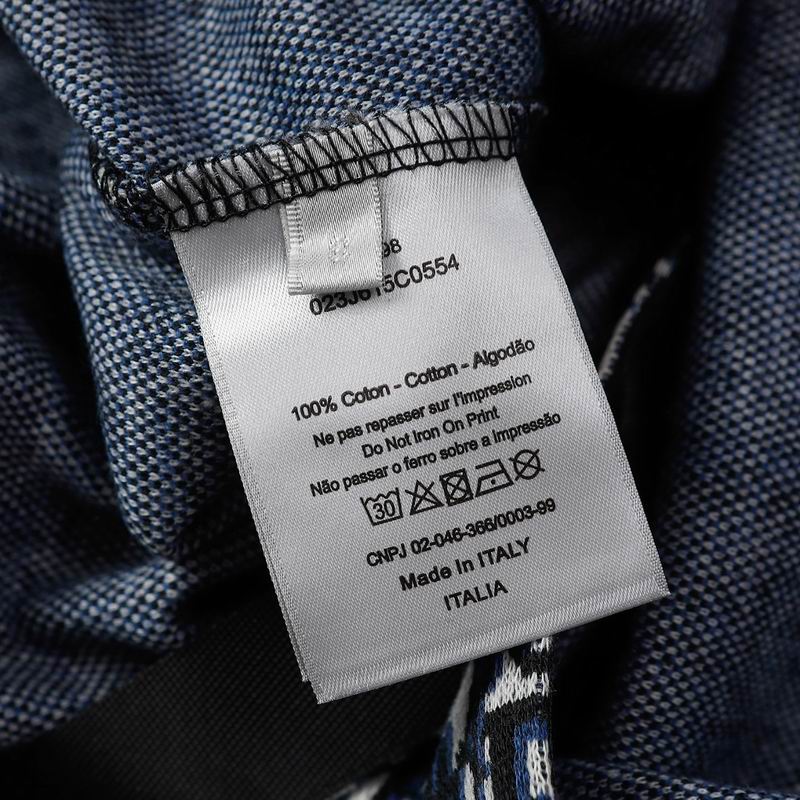 98
023J615C0554
100% Coton - Cotton - Algodão
Ne pas repasser sur l'impression
Do Not Iron On Print
Não passar o ferro sobre a impressão
30
CNPJ 02-046-366/0003-99
Made In ITALY
ITALIA